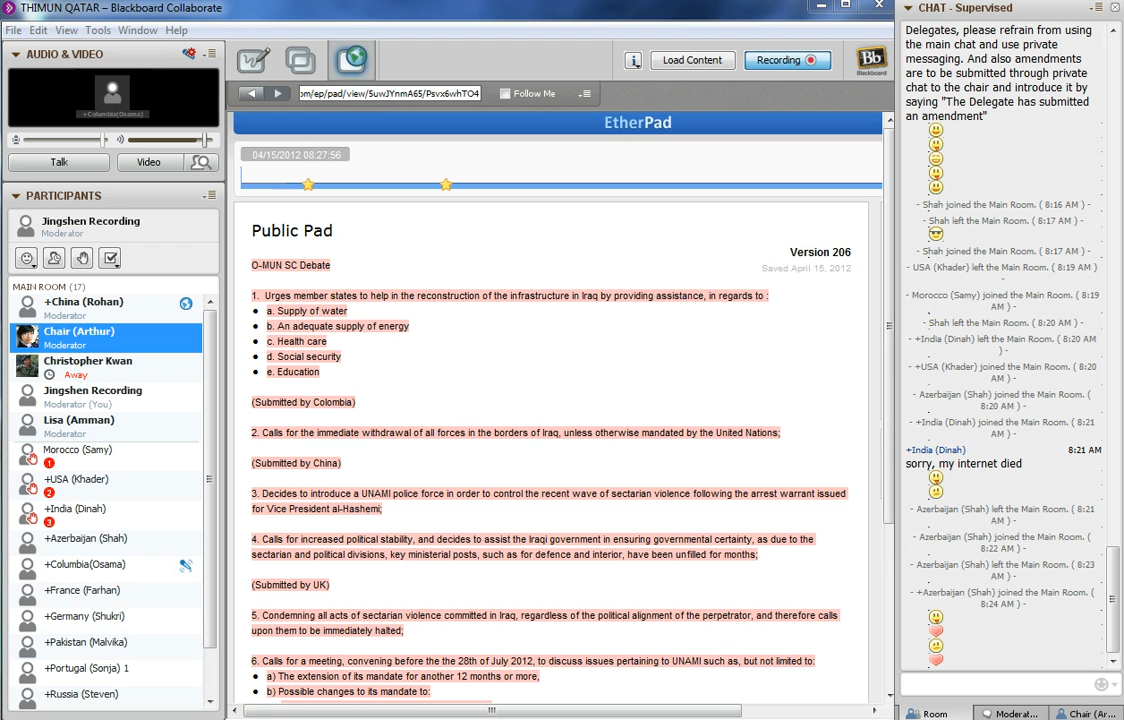 THIMUN QATAR – Blackboard Collaborate
File Edit View Tools Window Help
AUDIO & VIDEO
+Columbia(Osama)
Talk
Video
PARTICIPANTS
Jingshen Recording
Moderator
MAIN ROOM (17)
+China (Rohan)
Moderator
Chair (Arthur)
Moderator
Christopher Kwan
Away
Jingshen Recording
Moderator (You)
Lisa (Amman)
Moderator
Morocco (Samy)
1
+USA (Khader)
2
+India (Dinah)
3
+Azerbaijan (Shah)
+Columbia(Osama)
+France (Farhan)
+Germany (Shukri)
+Pakistan (Malvika)
+Portugal (Sonja) 1
+Russia (Steven)
Load Content
Recording
Bb
Blackboard
om/ep/pad/view/5uwJYnmA65/Psvx6whTO4
Follow Me
EtherPad
04/15/2012 08:27:56
Public Pad
Version 206
Saved April 15, 2012
O-MUN SC Debate
1. Urges member states to help in the reconstruction of the infrastructure in Iraq by providing assistance, in regards to :
a. Supply of water
b. An adequate supply of energy
c. Health care
d. Social security
e. Education
(Submitted by Colombia)
2. Calls for the immediate withdrawal of all forces in the borders of Iraq, unless otherwise mandated by the United Nations;
(Submitted by China)
3. Decides to introduce a UNAMI police force in order to control the recent wave of sectarian violence following the arrest warrant issued
for Vice President al-Hashemi;
4. Calls for increased political stability, and decides to assist the Iraqi government in ensuring governmental certainty, as due to the
sectarian and political divisions, key ministerial posts, such as for defence and interior, have been unfilled for months;
(Submitted by UK)
5. Condemning all acts of sectarian violence committed in Iraq, regardless of the political alignment of the perpetrator, and therefore calls
upon them to be immediately halted;
6. Calls for a meeting, convening before the the 28th of July 2012, to discuss issues pertaining to UNAMI such as, but not limited to:
a) The extension of its mandate for another 12 months or more,
b) Possible changes to its mandate to:
CHAT - Supervised
Delegates, please refrain from using
the main chat and use private
messaging. And also amendments
are to be submitted through private
chat to the chair and introduce it by
saying "The Delegate has submitted
an amendment"
- Shah joined the Main Room. ( 8:16 AM ) -
- Shah left the Main Room. ( 8:17 AM ) -
- Shah joined the Main Room. ( 8:17 AM ) -
- USA (Khader) left the Main Room. ( 8:19 AM ) -
- Morocco (Samy) joined the Main Room. ( 8:19
AM ) -
- Shah left the Main Room. ( 8:20 AM ) -
- +India (Dinah) left the Main Room. ( 8:20
AM ) -
- +USA (Khader) joined the Main Room. ( 8:20
AM ) -
- Azerbaijan (Shah) joined the Main Room. (
8:20 AM ) -
- +India (Dinah) joined the Main Room. ( 8:21
AM ) -
+India (Dinah) 8:21 AM
sorry, my internet died
- Azerbaijan (Shah) left the Main Room. (
8:21 AM ) -
- Azerbaijan (Shah) joined the Main Room. (
8:22 AM ) -
- Azerbaijan (Shah) left the Main Room. ( 8:23
AM ) -
- +Azerbaijan (Shah) joined the Main Room. (
8:24 AM ) -
Room
Moderat...
Chair (Ar...